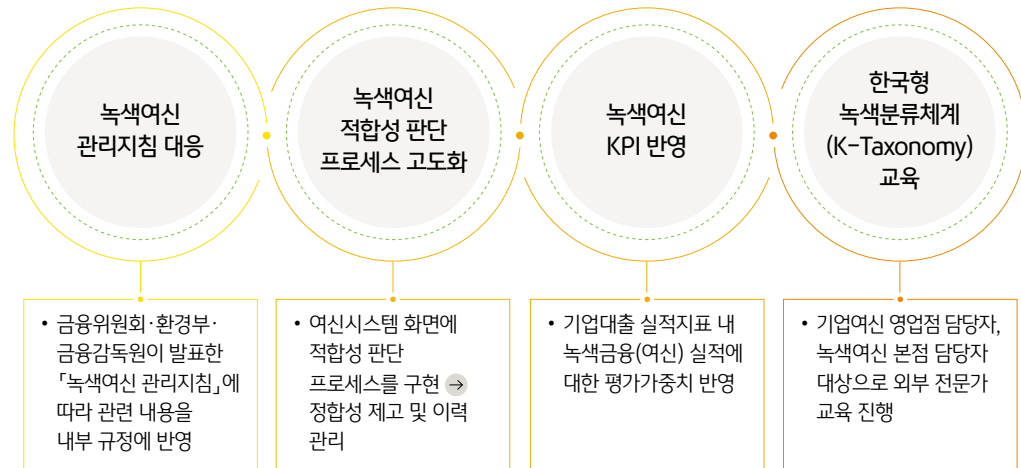 녹색여신
관리지침 대응
녹색여신
적합성 판단
프로세스 고도화
녹색여신
KPI 반영
한국형
녹색분류체계
(K-Taxonomy)
교육
• 금융위원회·환경부·
금융감독원이 발표한
「녹색여신 관리지침」에
따라 관련 내용을
내부 규정에 반영
• 여신시스템 화면에
적합성 판단
프로세스를 구현 →
정합성 제고 및 이력
관리
• 기업대출 실적지표 내
녹색금융(여신) 실적에
대한 평가가중치 반영
• 기업여신 영업점 담당자,
녹색여신 본점 담당자
대상으로 외부 전문가
교육 진행